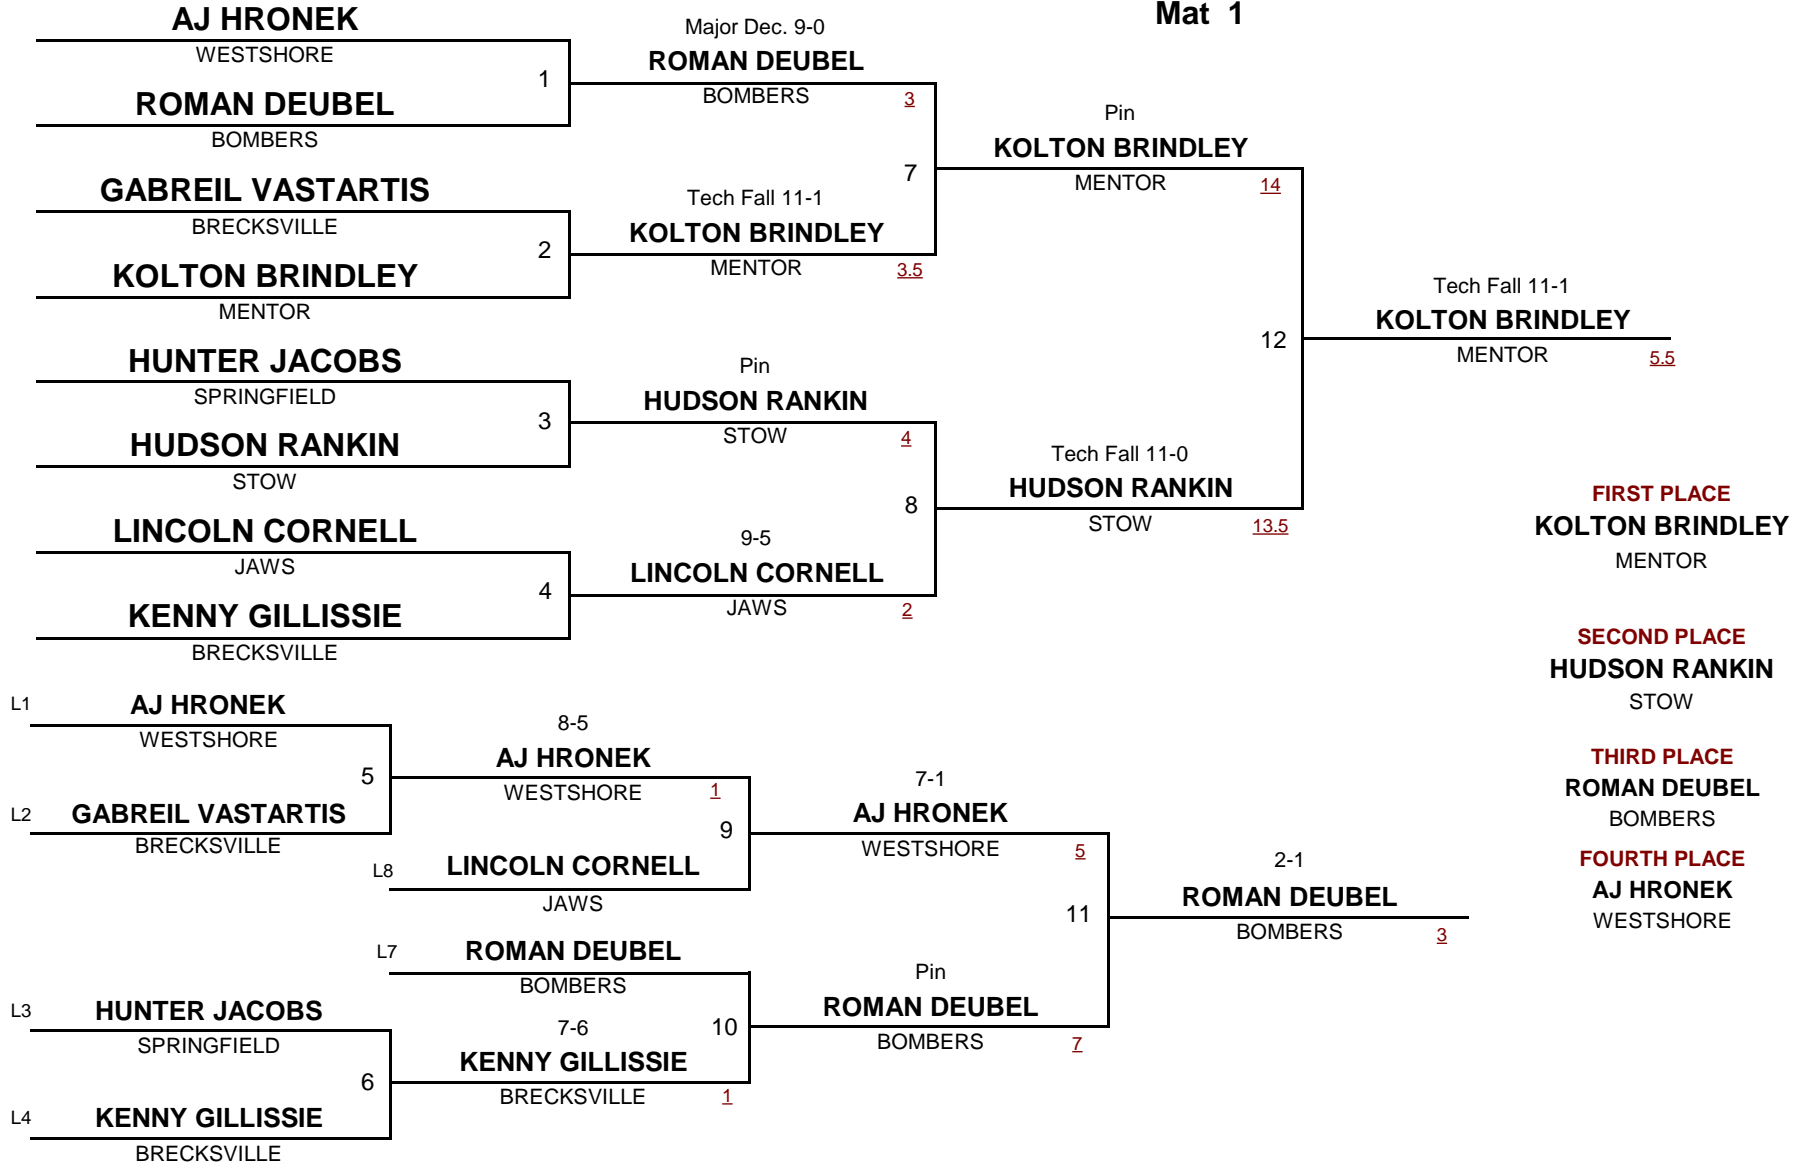 Mat 1
AJ HRONEK
WESTSHORE
1
ROMAN DEUBEL
BOMBERS
GABREIL VASTARTIS
BRECKSVILLE
2
KOLTON BRINDLEY
MENTOR
HUNTER JACOBS
SPRINGFIELD
3
HUDSON RANKIN
STOW
LINCOLN CORNELL
JAWS
4
KENNY GILLISSIE
BRECKSVILLE
Major Dec. 9-0
ROMAN DEUBEL
BOMBERS
3
7
Tech Fall 11-1
KOLTON BRINDLEY
MENTOR
3.5
Pin
HUDSON RANKIN
STOW
4
8
9-5
LINCOLN CORNELL
JAWS
2
Pin
KOLTON BRINDLEY
MENTOR
14
12
Tech Fall 11-0
HUDSON RANKIN
STOW
13.5
Tech Fall 11-1
KOLTON BRINDLEY
MENTOR
5.5
FIRST PLACE
KOLTON BRINDLEY
MENTOR
SECOND PLACE
HUDSON RANKIN
STOW
THIRD PLACE
ROMAN DEUBEL
BOMBERS
FOURTH PLACE
AJ HRONEK
WESTSHORE
L1
AJ HRONEK
WESTSHORE
5
L2
GABREIL VASTARTIS
BRECKSVILLE
8-5
AJ HRONEK
WESTSHORE
1
9
L8
LINCOLN CORNELL
JAWS
L7
ROMAN DEUBEL
BOMBERS
10
7-6
KENNY GILLISSIE
BRECKSVILLE
1
L3
HUNTER JACOBS
SPRINGFIELD
6
L4
KENNY GILLISSIE
BRECKSVILLE
7-1
AJ HRONEK
WESTSHORE
5
11
Pin
ROMAN DEUBEL
BOMBERS
7
2-1
ROMAN DEUBEL
BOMBERS
3